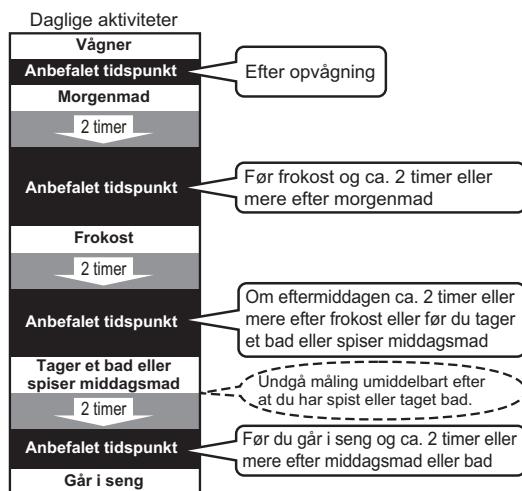 Daglige aktiviteter
Vågner
Anbefalet tidspunkt
Efter opvågning
Morgenmad
2 timer
Anbefalet tidspunkt
Før frokost og ca. 2 timer eller
mere efter morgenmad
Frokost
2 timer
Anbefalet tidspunkt
Om eftermiddagen ca. 2 timer eller
mere efter frokost eller før du tager
et bad eller spiser middagsmad
Tager et bad eller
spiser middagsmad
Undgå måling umiddelbart efter
at du har spist eller taget bad.
2 timer
Anbefalet tidspunkt
Før du går i seng og ca. 2 timer eller
mere efter middagsmad eller bad
Går i seng